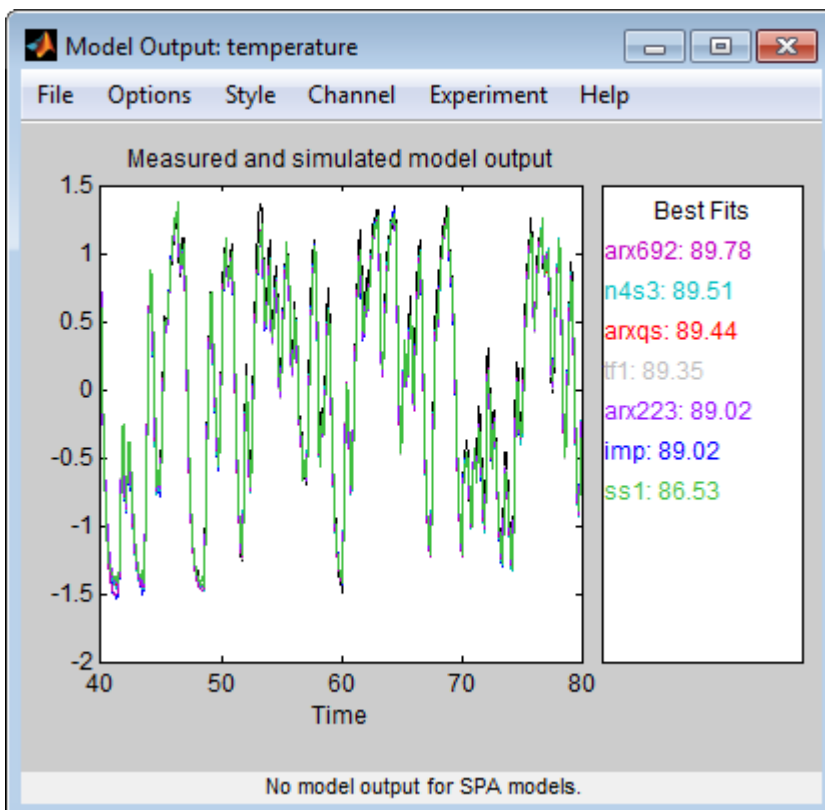 Model Output: temperature
File Options Style Channel Experiment Help
Measured and simulated model output
1.5
1
0.5
0
-0.5
-1
-1.5
-2
40 50 60 70 80
Time
Best Fits
arx692: 89.78
n4s3: 89.51
arxqs: 89.44
tf1: 89.35
arx223: 89.02
imp: 89.02
ss1: 86.53
No model output for SPA models.